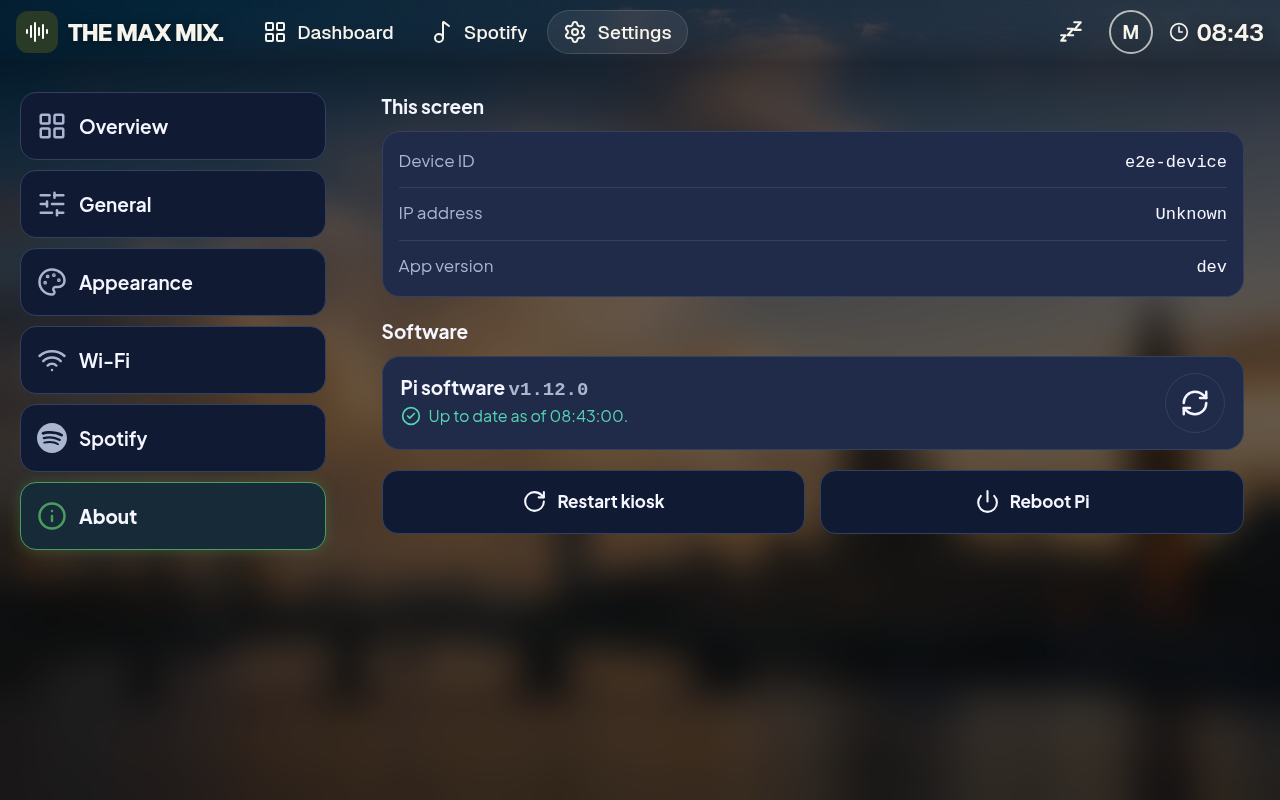 THE MAX MIX.
Dashboard
Spotify
Settings
zzz
M
08:43
Overview
General
Appearance
Wi-Fi
Spotify
About
This screen
Device ID e2e-device
IP address Unknown
App version dev
Software
Pi software v1.12.0
Up to date as of 08:43:00.
Restart kiosk
Reboot Pi